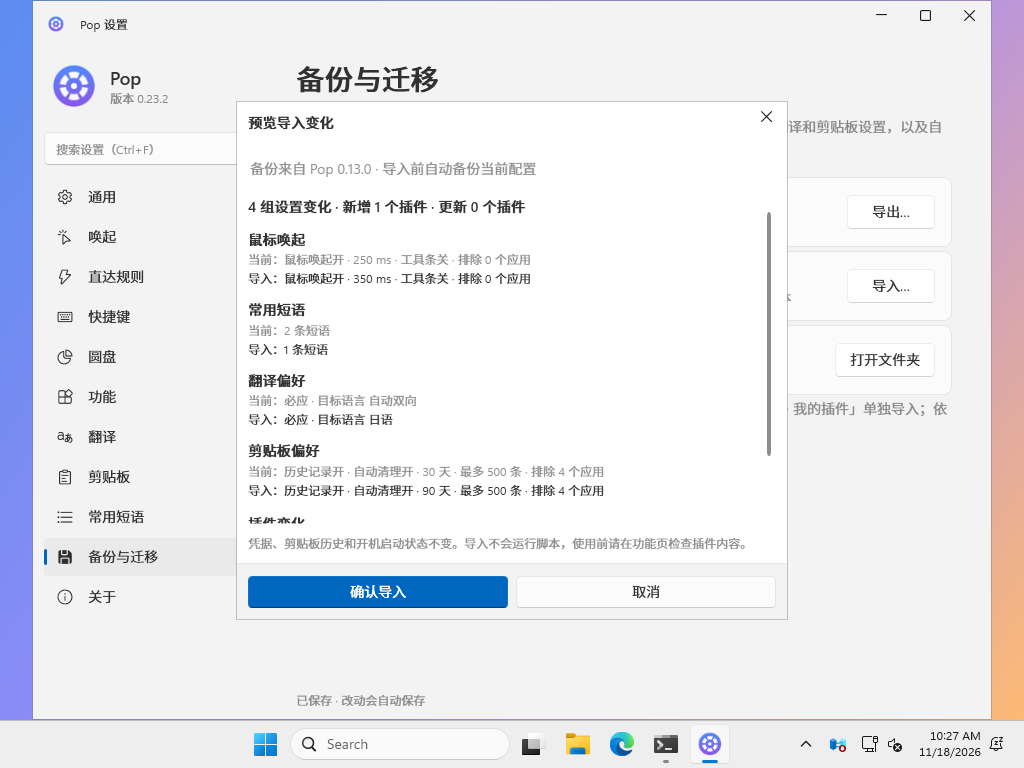 Pop 设置
Pop
版本 0.23.2
搜索设置（Ctrl+F）
通用
唤起
直达规则
快捷键
圆盘
功能
翻译
剪贴板
常用短语
备份与迁移
关于
备份与迁移
译和剪贴板设置，以及自
导出...
导入...
本
打开文件夹
我的插件」单独导入；依
预览导入变化
备份来自 Pop 0.13.0 · 导入前自动备份当前配置
4 组设置变化 · 新增 1 个插件 · 更新 0 个插件
鼠标唤起
当前：鼠标唤起开 · 250 ms · 工具条关 · 排除 0 个应用
导入：鼠标唤起开 · 350 ms · 工具条关 · 排除 0 个应用
常用短语
当前：2 条短语
导入：1 条短语
翻译偏好
当前：必应 · 目标语言 自动双向
导入：必应 · 目标语言 日语
剪贴板偏好
当前：历史记录开 · 自动清理开 · 30 天 · 最多 500 条 · 排除 4 个应用
导入：历史记录开 · 自动清理开 · 90 天 · 最多 500 条 · 排除 4 个应用
插件变化
凭据、剪贴板历史和开机启动状态不变。导入不会运行脚本，使用前请在功能页检查插件内容。
确认导入
取消
已保存 · 改动会自动保存
Search
10:27 AM
11/18/2026